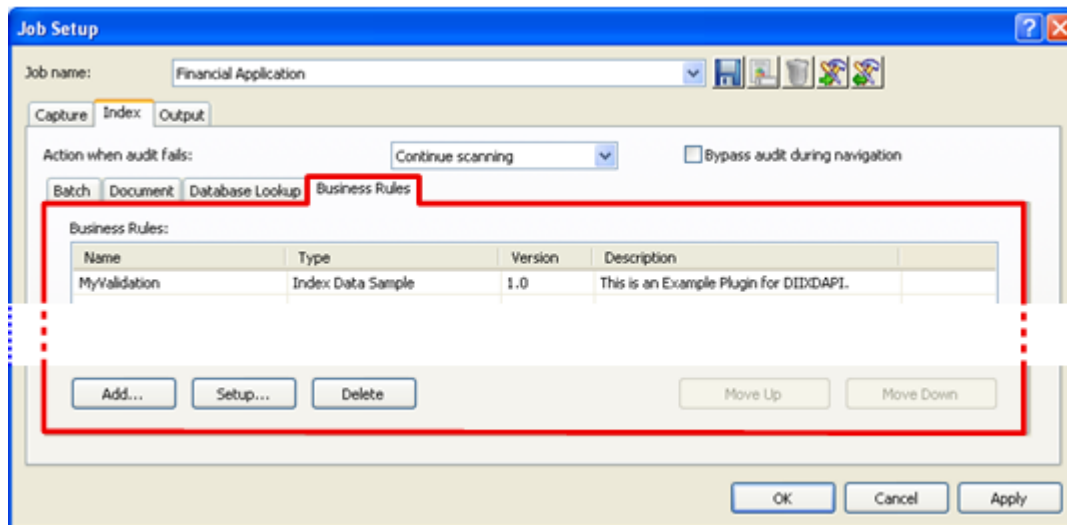 Job Setup
Job name: Financial Application
Capture Index Output
Action when audit fails: Continue scanning Bypass audit during navigation
Batch Document Database Lookup Business Rules
Business Rules:
Name Type Version Description
MyValidation Index Data Sample 1.0 This is an Example Plugin for DIIXDAPI.
Add... Setup... Delete Move Up Move Down
OK Cancel Apply